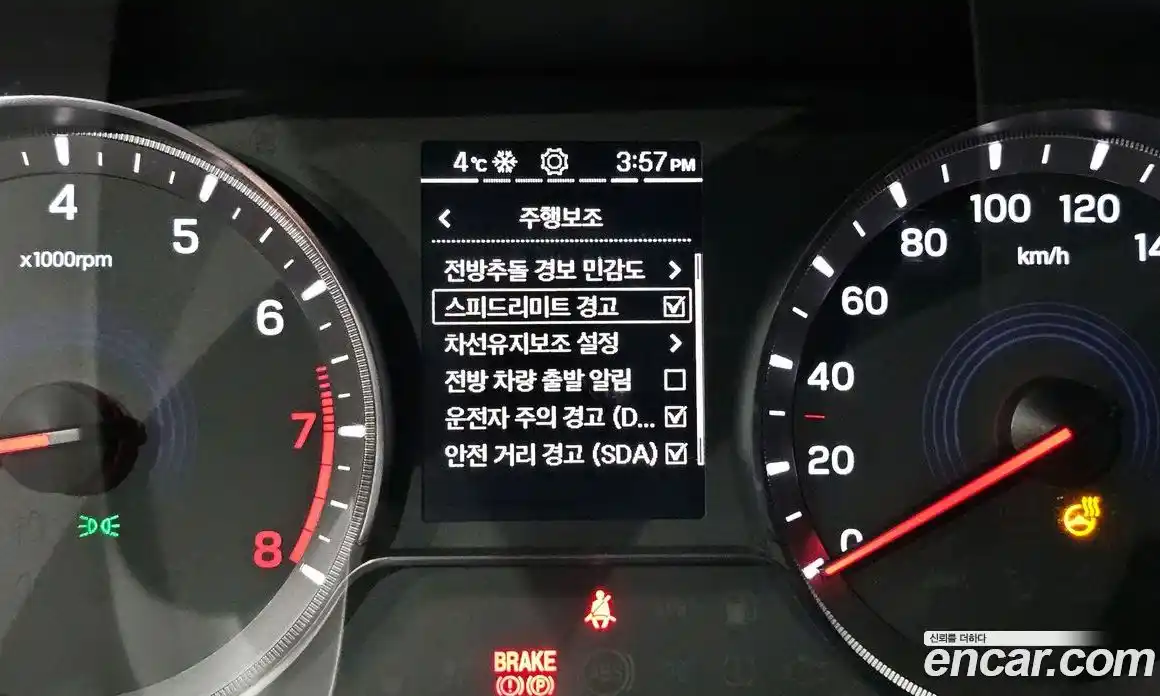 4℃ 3:57 PM
주행보조
전방추돌 경보 민감도
스피드리미트 경고
차선유지보조 설정
전방 차량 출발 알림
운전자 주의 경고 (D...
안전 거리 경고 (SDA)
4
5
6
7
8
x1000rpm
0
20
40
60
80
100
120
14
km/h
BRAKE
(!) (P)
신뢰를 더하다
encar.com